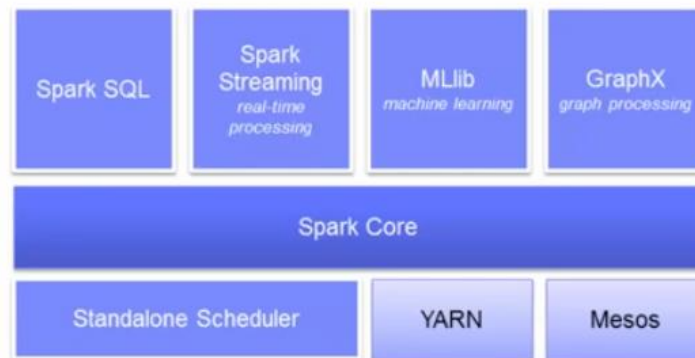 Spark SQL
Spark
Streaming
real-time
processing
MLlib
machine learning
GraphX
graph processing
Spark Core
Standalone Scheduler
YARN
Mesos